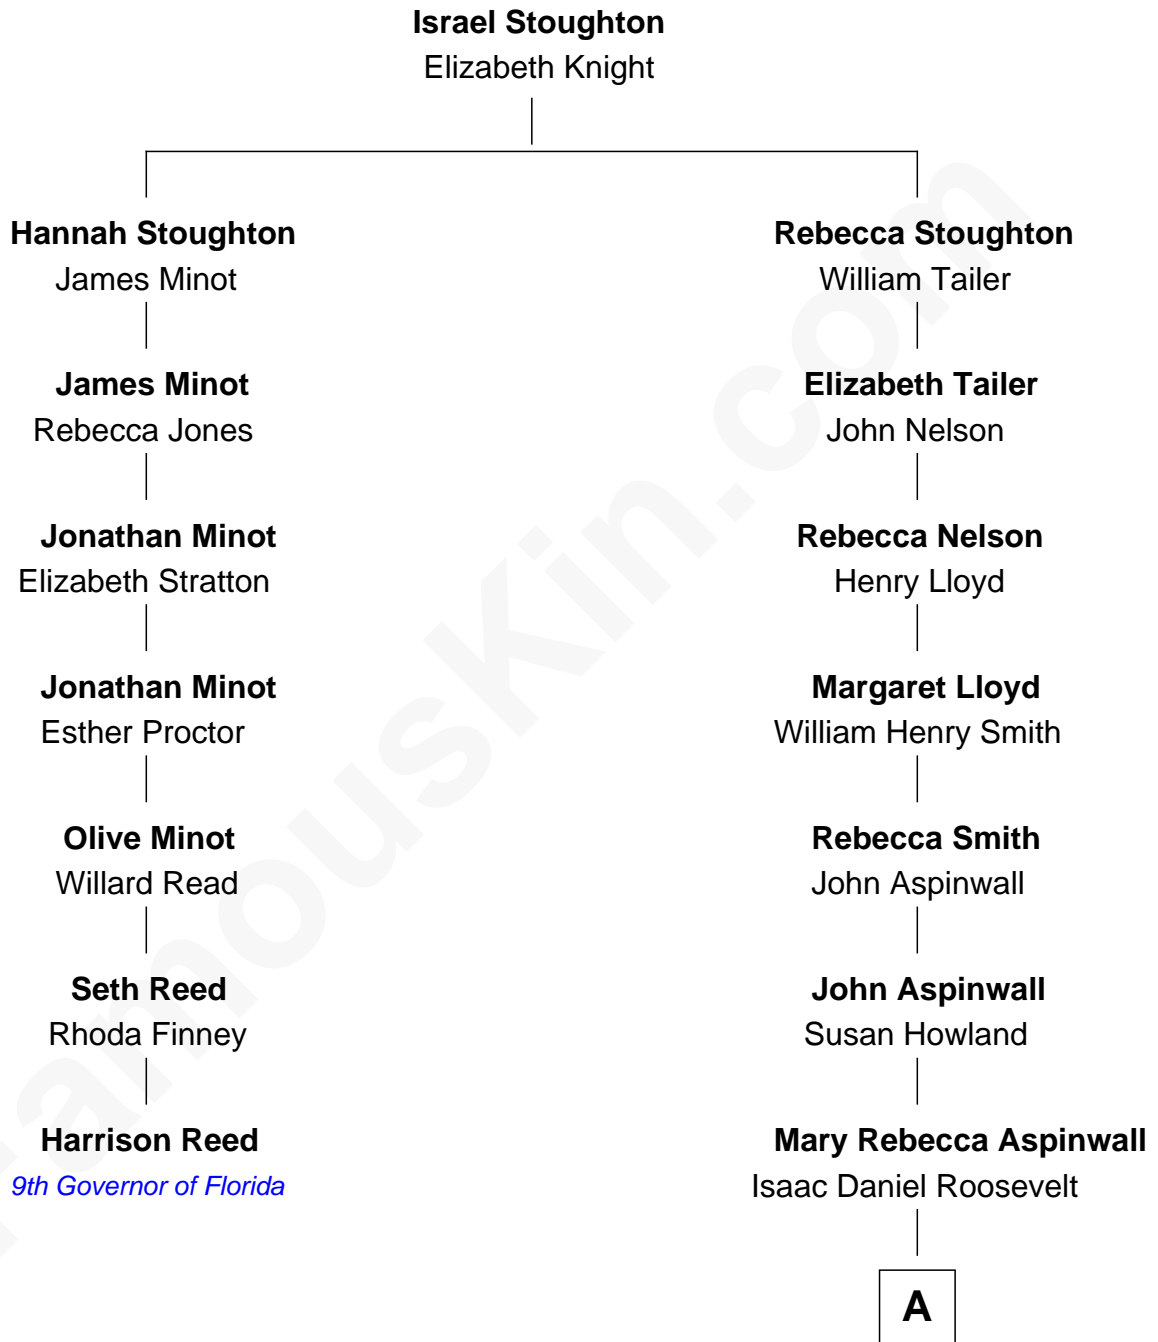 Israel Stoughton
Elizabeth Knight
Hannah Stoughton
James Minot
James Minot
Rebecca Jones
Jonathan Minot
Elizabeth Stratton
Jonathan Minot
Esther Proctor
Olive Minot
Willard Read
Seth Reed
Rhoda Finney
Harrison Reed
9th Governor of Florida
Rebecca Stoughton
William Tailer
Elizabeth Tailer
John Nelson
Rebecca Nelson
Henry Lloyd
Margaret Lloyd
William Henry Smith
Rebecca Smith
John Aspinwall
John Aspinwall
Susan Howland
Mary Rebecca Aspinwall
Isaac Daniel Roosevelt
A
FamousKin.com